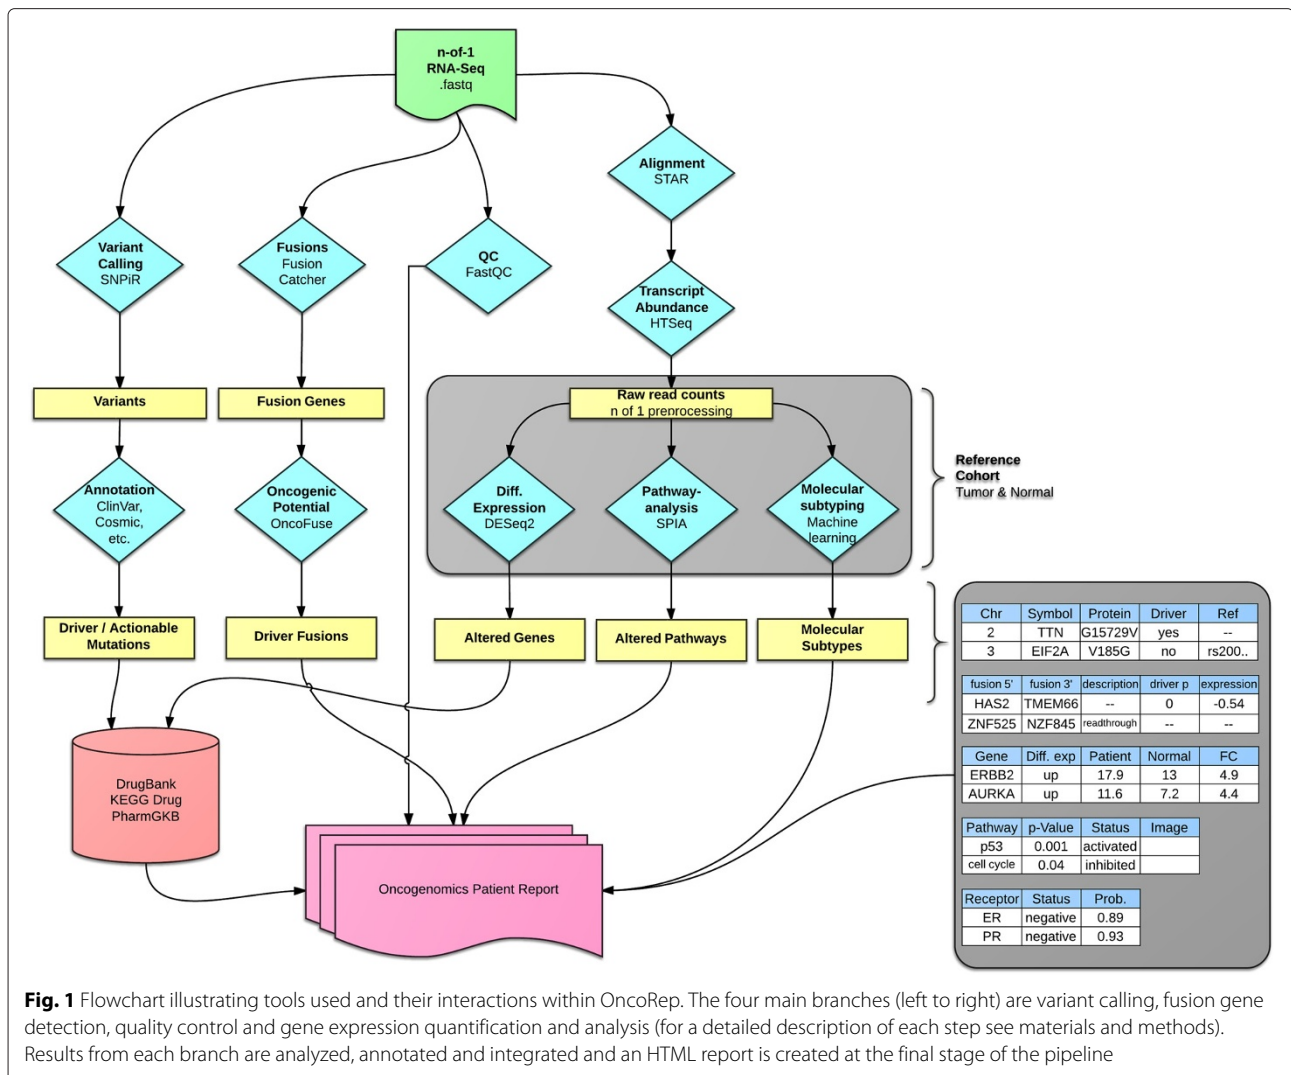 n-of-1
RNA-Seq
.fastq
Alignment
STAR
Variant
Calling
SNPiR
Fusions
Fusion
Catcher
QC
FastQC
Transcript
Abundance
HTSeq
Variants
Fusion Genes
Raw read counts
n of 1 preprocessing
Reference
Cohort
Tumor & Normal
Annotation
ClinVar,
Cosmic,
etc.
Oncogenic
Potential
OncoFuse
Diff.
Expression
DESeq2
Pathway-
analysis
SPIA
Molecular
subtyping
Machine
learning
Driver / Actionable
Mutations
Driver Fusions
Altered Genes
Altered Pathways
Molecular
Subtypes
Chr Symbol Protein Driver Ref
2 TTN G15729V yes --
3 EIF2A V185G no rs200..
fusion 5' fusion 3' description driver p expression
HAS2 TMEM66 -- 0 -0.54
ZNF525 NZF845 readthrough -- --
Gene Diff. exp Patient Normal FC
ERBB2 up 17.9 13 4.9
AURKA up 11.6 7.2 4.4
Pathway p-Value Status Image
p53 0.001 activated
cell cycle 0.04 inhibited
Receptor Status Prob.
ER negative 0.89
PR negative 0.93
DrugBank
KEGG Drug
PharmGKB
Oncogenomics Patient Report
Fig. 1 Flowchart illustrating tools used and their interactions within OncoRep. The four main branches (left to right) are variant calling, fusion gene
detection, quality control and gene expression quantification and analysis (for a detailed description of each step see materials and methods).
Results from each branch are analyzed, annotated and integrated and an HTML report is created at the final stage of the pipeline